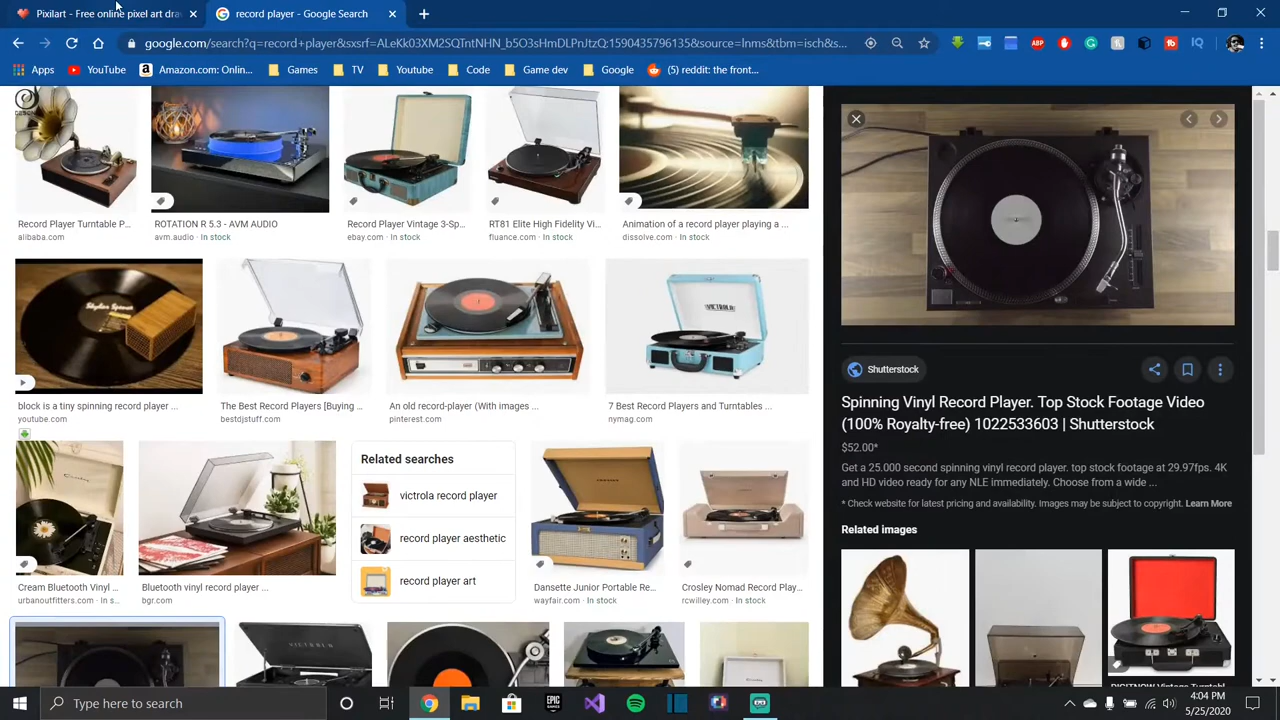 Pixilart - Free online pixel art dra
record player - Google Search
google.com/search?q=record+player&sxsrf=ALeKk03XM2SQntNHN_b5O3sHmDLPnJtzQ:1590435796135&source=lnms&tbm=isch&s...
Apps
YouTube
Amazon.com: Onlin...
Games
TV
Youtube
Code
Game dev
Google
(5) reddit: the front...
Record Player Turntable P...
alibaba.com
ROTATION R 5.3 - AVM AUDIO
avm.audio · In stock
Record Player Vintage 3-Sp...
ebay.com · In stock
RT81 Elite High Fidelity Vi...
fluance.com · In stock
Animation of a record player playing a ...
dissolve.com · In stock
block is a tiny spinning record player ...
youtube.com
The Best Record Players [Buying ...
bestdjstuff.com
An old record-player (With images ...
pinterest.com
VICTROLA
7 Best Record Players and Turntables ...
nymag.com
Cream Bluetooth Vinyl ...
urbanoutfitters.com · In s...
Bluetooth vinyl record player ...
bgr.com
Related searches
victrola record player
record player aesthetic
record player art
Dansette Junior Portable Re...
wayfair.com · In stock
Crosley Nomad Record Play...
rcwilley.com · In stock
Shutterstock
Spinning Vinyl Record Player. Top Stock Footage Video
(100% Royalty-free) 1022533603 | Shutterstock
$52.00*
Get a 25.000 second spinning vinyl record player. top stock footage at 29.97fps. 4K
and HD video ready for any NLE immediately. Choose from a wide ...
* Check website for latest pricing and availability. Images may be subject to copyright. Learn More
Related images
Type here to search
4:04 PM
5/25/2020